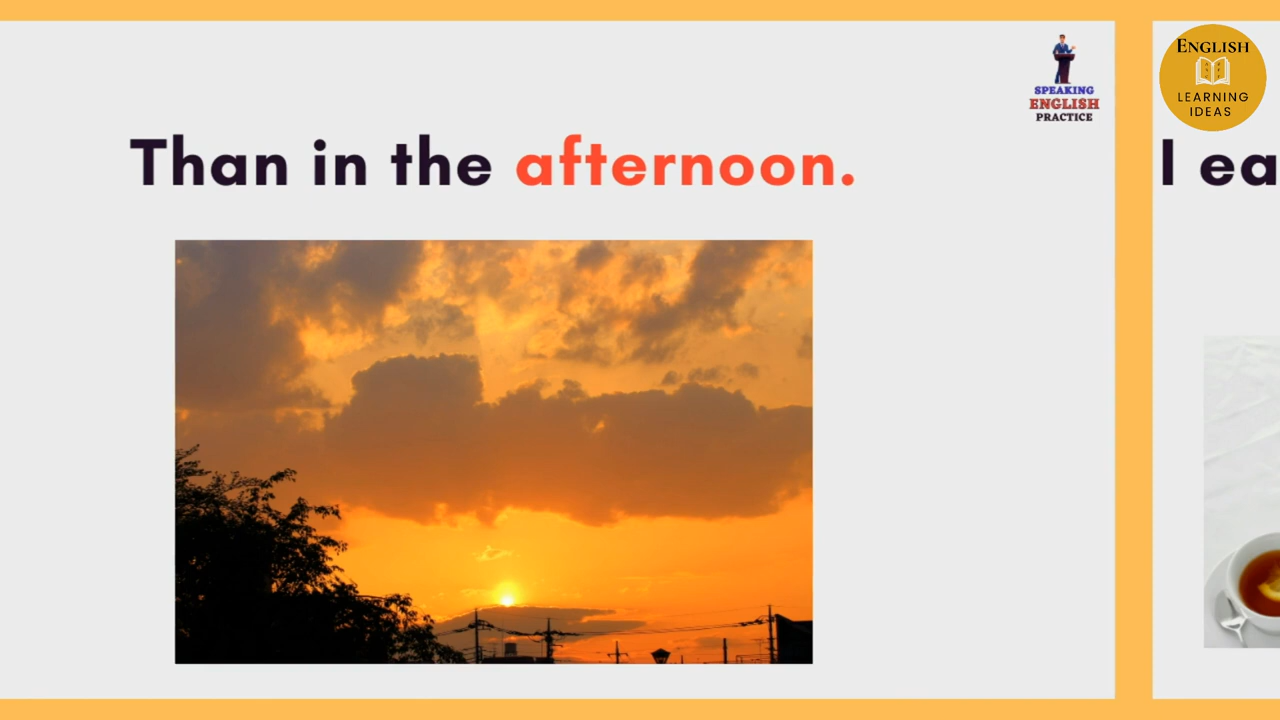 Than in the afternoon.
SPEAKING
ENGLISH
PRACTICE
ENGLISH
LEARNING
IDEAS
I ea